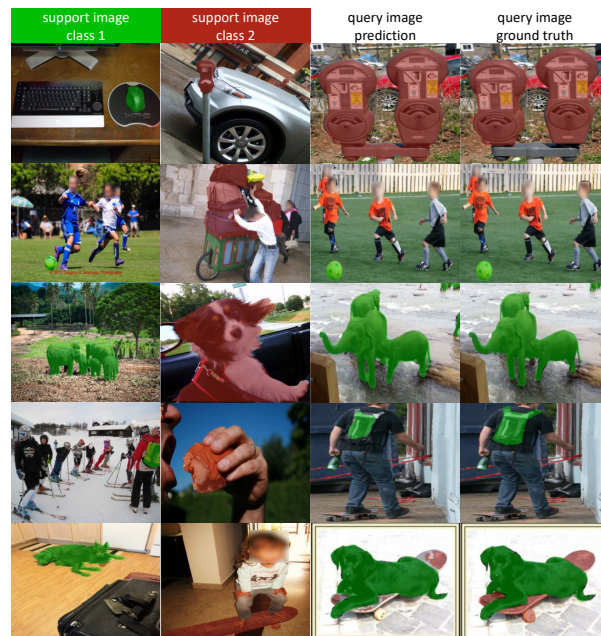 support image
class 1
support image
class 2
query image
prediction
query image
ground truth